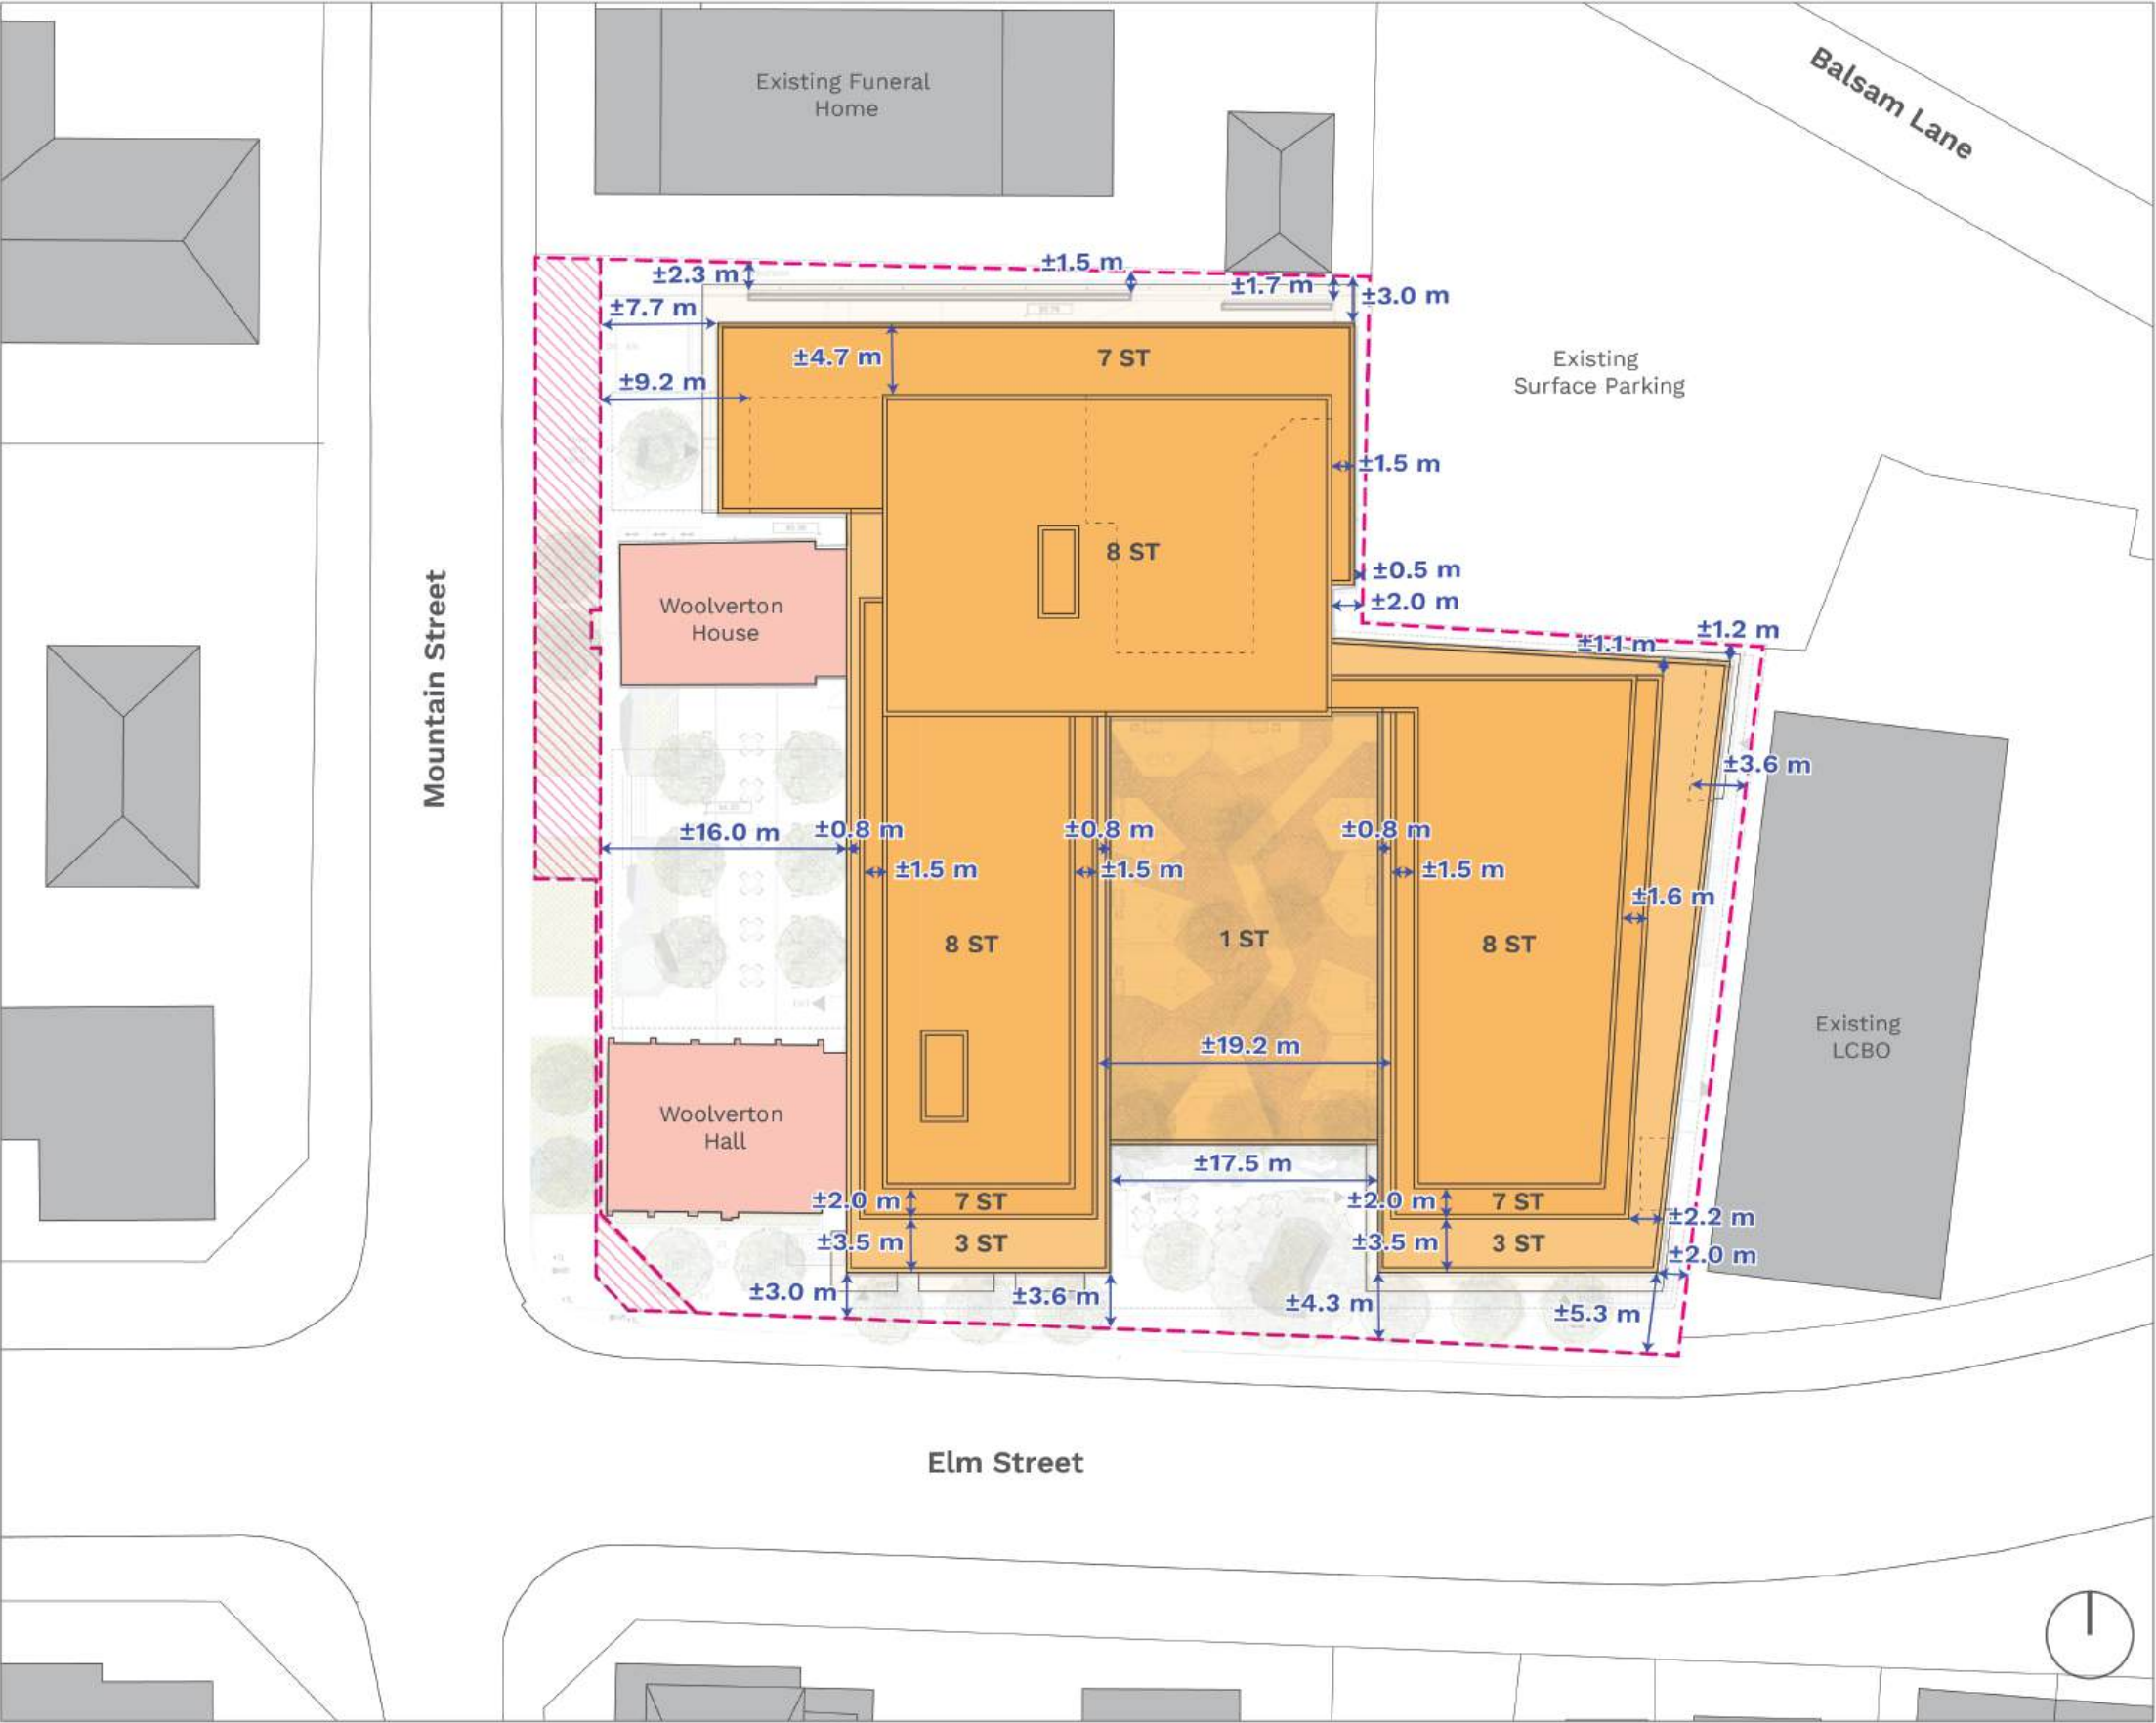 Existing Funeral
Home
Balsam Lane
±2.3 m
±1.5 m
±1.7 m
±3.0 m
±7.7 m
±4.7 m
7 ST
Existing
Surface Parking
±9.2 m
±1.5 m
8 ST
±0.5 m
±2.0 m
Woolverton
House
±1.2 m
±1.1 m
Mountain Street
±3.6 m
±16.0 m
±0.8 m
±0.8 m
±0.8 m
±1.5 m
±1.5 m
±1.5 m
±1.6 m
8 ST
1 ST
8 ST
Existing
LCBO
±19.2 m
Woolverton
Hall
±17.5 m
±2.0 m
7 ST
±2.0 m
7 ST
±2.2 m
±3.5 m
3 ST
±3.5 m
3 ST
±2.0 m
±3.0 m
±3.6 m
±4.3 m
±5.3 m
Elm Street